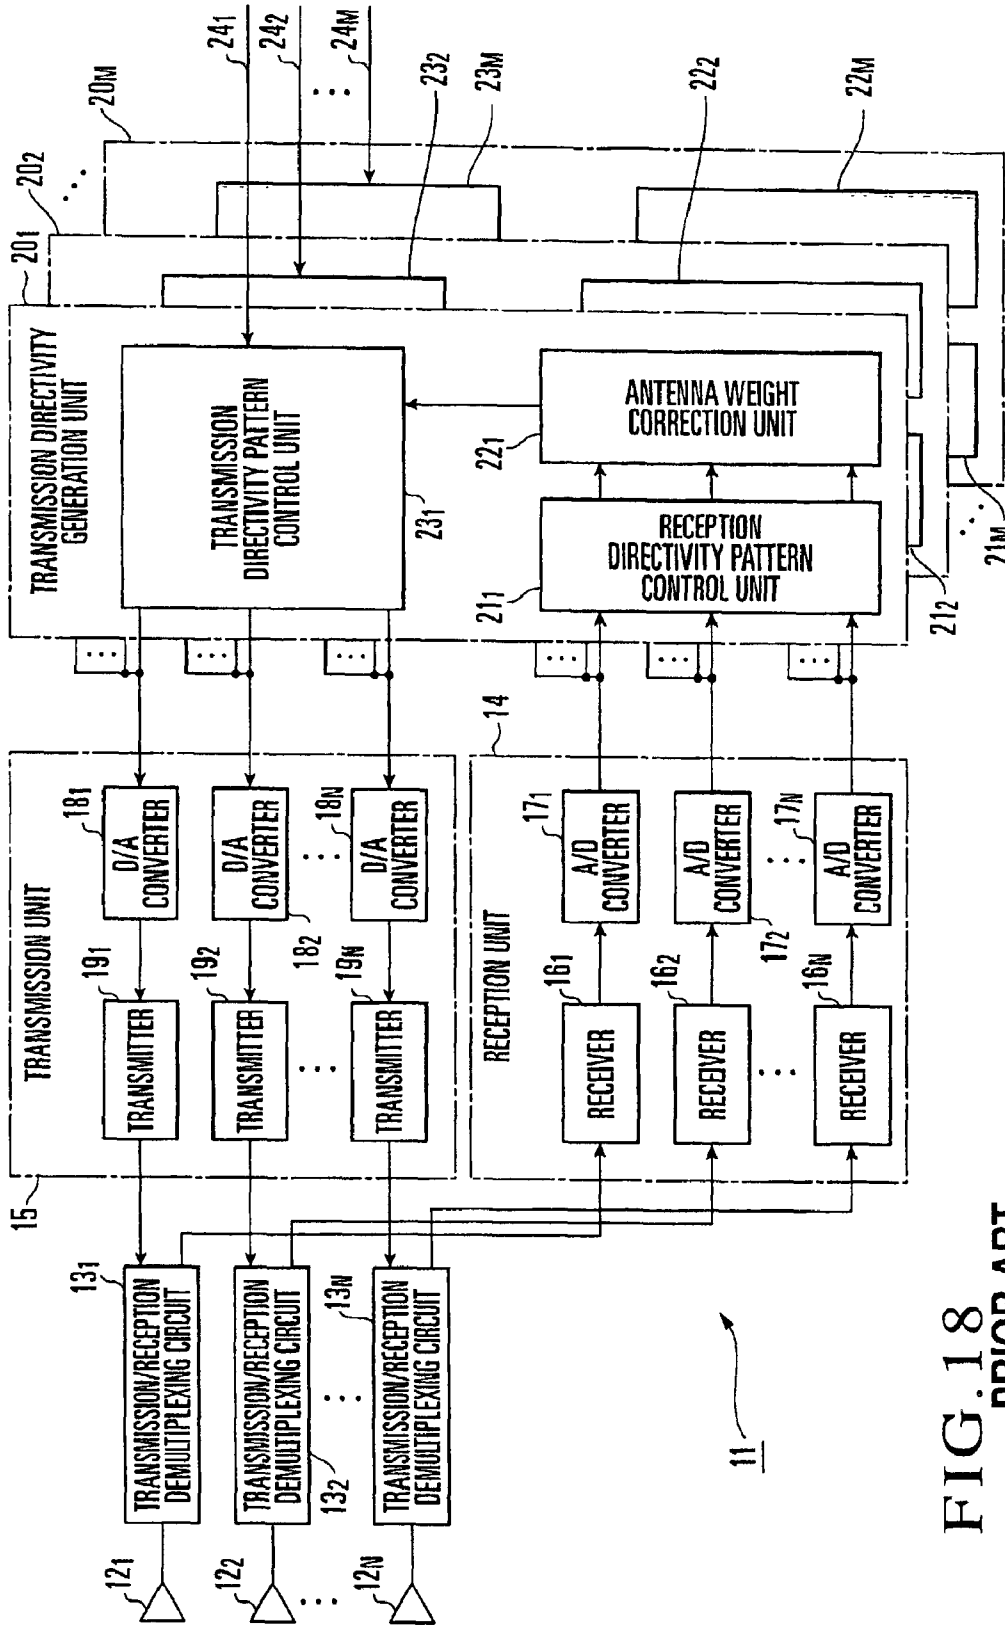 TRANSMISSION DIRECTIVITY
GENERATION UNIT
20₁
20₂
20M
24₁
24₂
24M
TRANSMISSION
DIRECTIVITY PATTERN
CONTROL UNIT
23₁
23₂
23M
ANTENNA WEIGHT
CORRECTION UNIT
22₁
22₂
22M
RECEPTION
DIRECTIVITY PATTERN
CONTROL UNIT
21₁
21₂
21M
TRANSMISSION UNIT
15
D/A
CONVERTER
18₁
D/A
CONVERTER
18₂
D/A
CONVERTER
18N
TRANSMITTER
19₁
TRANSMITTER
19₂
TRANSMITTER
19N
RECEPTION UNIT
14
A/D
CONVERTER
17₁
A/D
CONVERTER
17₂
A/D
CONVERTER
17N
RECEIVER
16₁
RECEIVER
16₂
RECEIVER
16N
TRANSMISSION/RECEPTION
DEMULTIPLEXING CIRCUIT
13₁
TRANSMISSION/RECEPTION
DEMULTIPLEXING CIRCUIT
13₂
TRANSMISSION/RECEPTION
DEMULTIPLEXING CIRCUIT
13N
12₁
12₂
12N
11
FIG.18
PRIOR ART